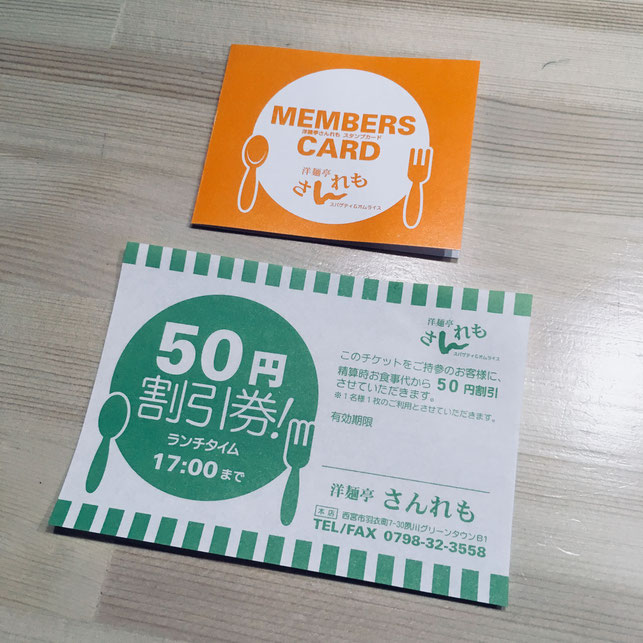 MEMBERS
洋麺亭さんれも スタンプカード
CARD
洋麺亭
さんれも
スパゲティ&オムライス
50円
割引券!
ランチタイム
17:00まで
洋麺亭
さんれも
スパゲティ&オムライス
このチケットをご持参のお客様に、
精算時お食事代から 50円割引
させていただきます。
※1名様1枚のご利用とさせていただきます。
有効期限
洋麺亭 さんれも
本店 西宮市羽衣町7-30夙川グリーンタウンB1
TEL/FAX 0798-32-3558